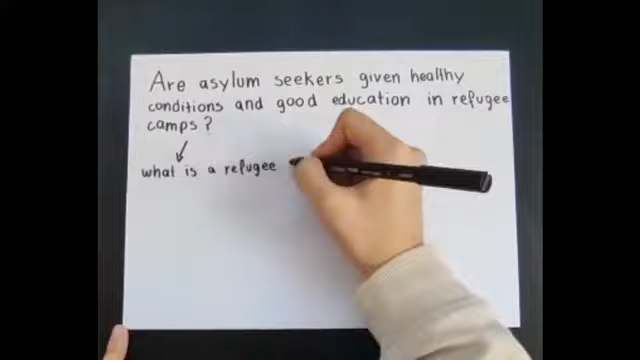 Are asylum seekers given healthy
conditions and good education in refugee
camps?
what is a refugee